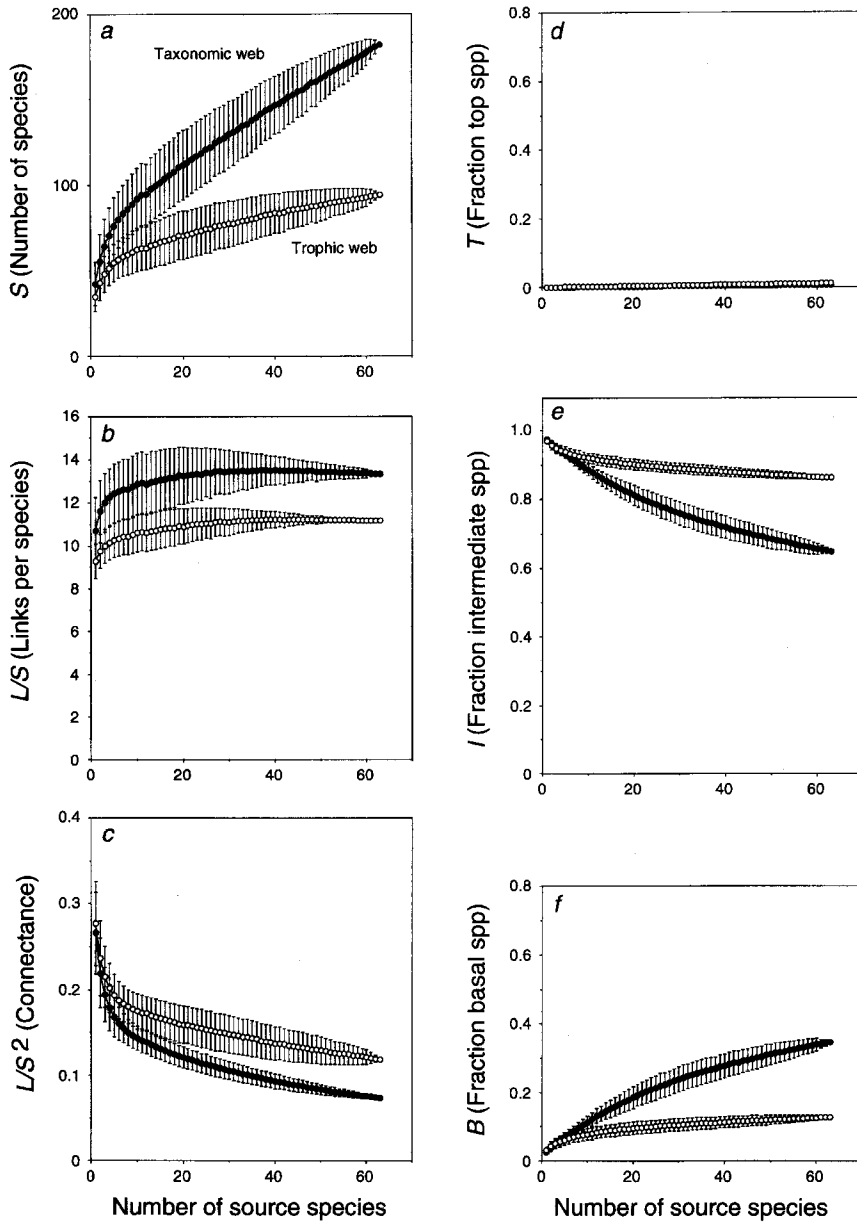 a
Taxonomic web
Trophic web
S (Number of species)
200
100
0
0 20 40 60
b
L/S (Links per species)
16
14
12
10
8
6
4
2
0
0 20 40 60
c
L/S² (Connectance)
0.4
0.3
0.2
0.1
0
0 20 40 60
Number of source species
d
T (Fraction top spp)
0.8
0.6
0.4
0.2
0
0 20 40 60
e
I (Fraction intermediate spp)
1.0
0.8
0.6
0.4
0.2
0
0 20 40 60
f
B (Fraction basal spp)
0.8
0.6
0.4
0.2
0
0 20 40 60
Number of source species